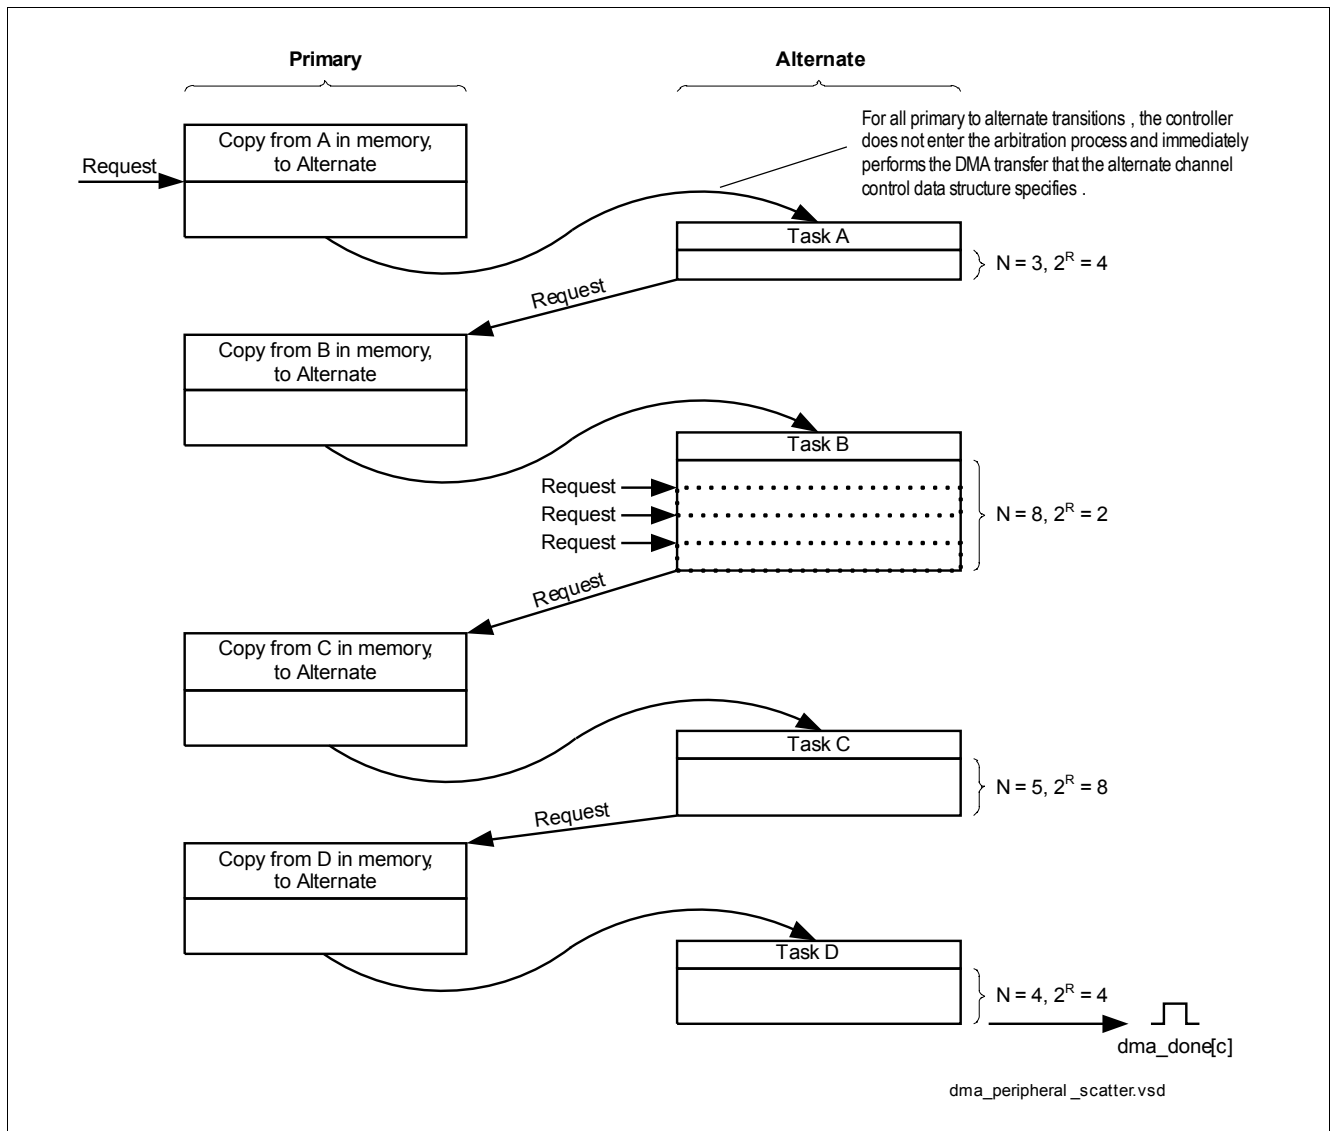 Primary
Alternate
For all primary to alternate transitions , the controller
does not enter the arbitration process and immediately
performs the DMA transfer that the alternate channel
control data structure specifies .
Copy from A in memory,
to Alternate
Request
Task A
N = 3, 2^R = 4
Request
Copy from B in memory,
to Alternate
Task B
Request
Request
Request
N = 8, 2^R = 2
Request
Copy from C in memory,
to Alternate
Task C
N = 5, 2^R = 8
Request
Copy from D in memory,
to Alternate
Task D
N = 4, 2^R = 4
dma_done[c]
dma_peripheral _scatter.vsd